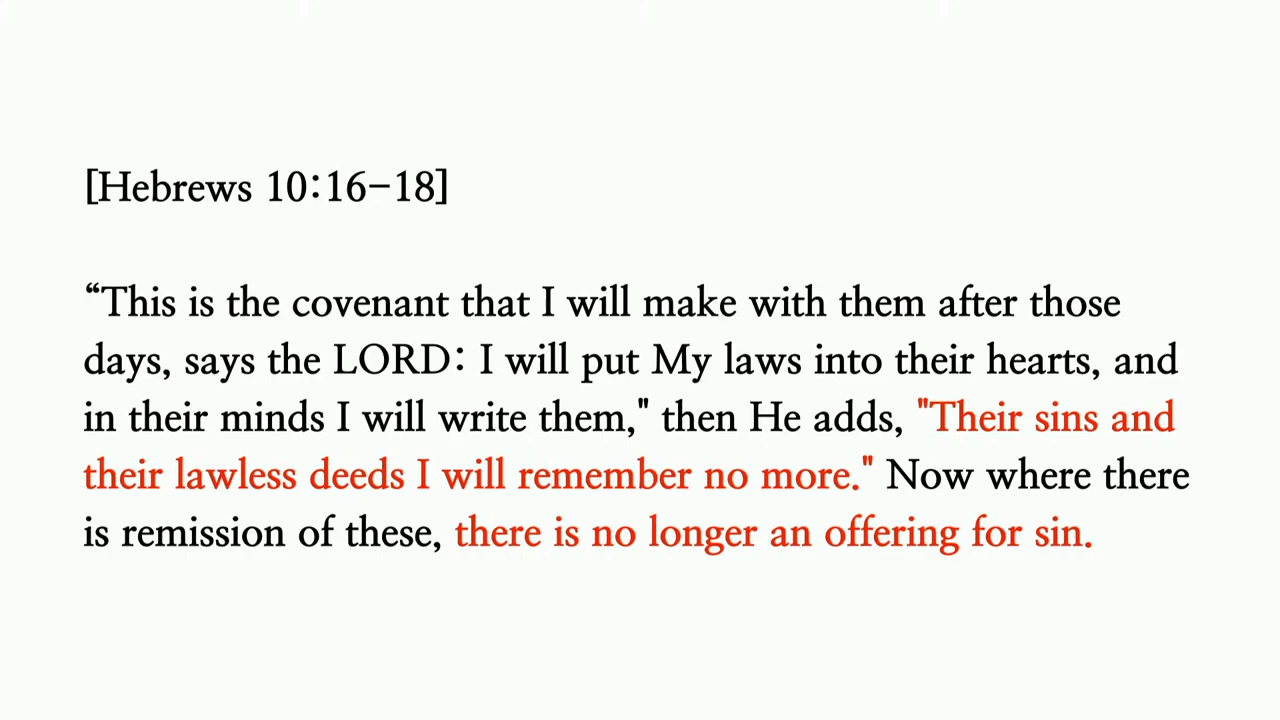 [Hebrews 10:16-18]
“This is the covenant that I will make with them after those
days, says the LORD: I will put My laws into their hearts, and
in their minds I will write them," then He adds, "Their sins and
their lawless deeds I will remember no more." Now where there
is remission of these, there is no longer an offering for sin.